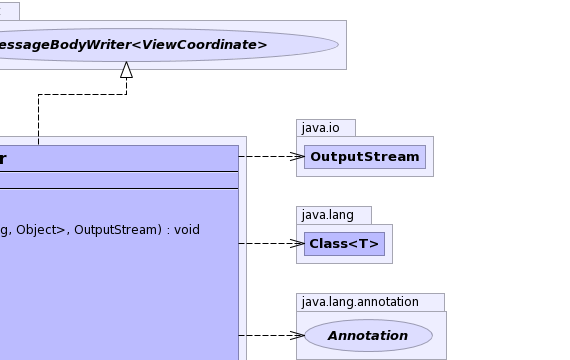 essageBodyWriter<ViewCoordinate>
java.io
r
OutputStream
java.lang
g, Object>, OutputStream) : void
Class<T>
java.lang.annotation
Annotation